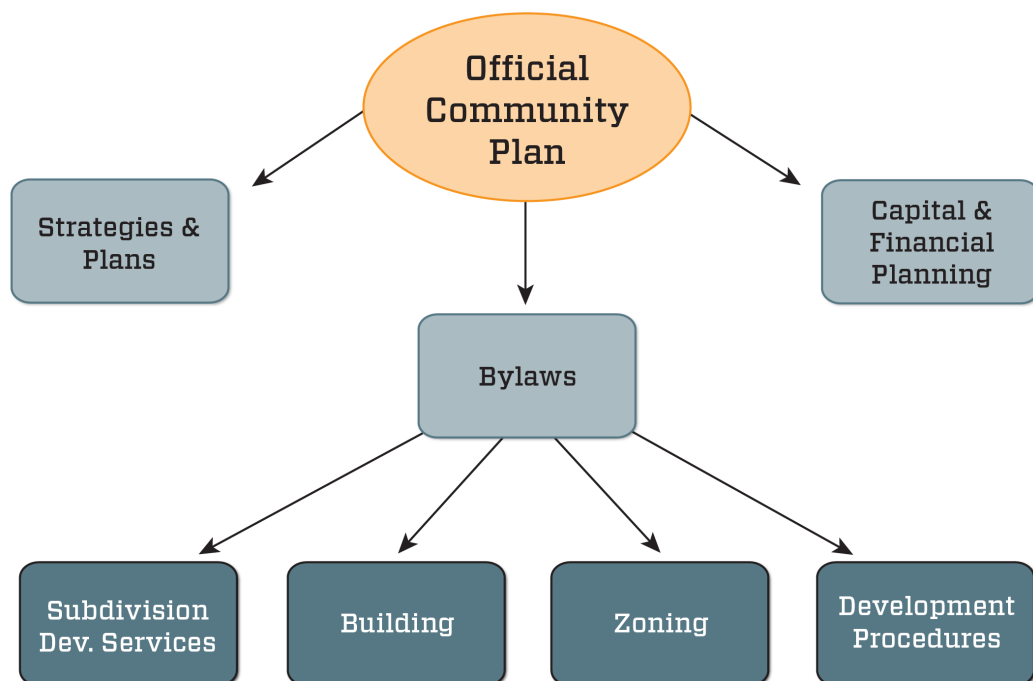 Official
Community
Plan
Strategies &
Plans
Capital &
Financial
Planning
Bylaws
Subdivision
Dev. Services
Building
Zoning
Development
Procedures